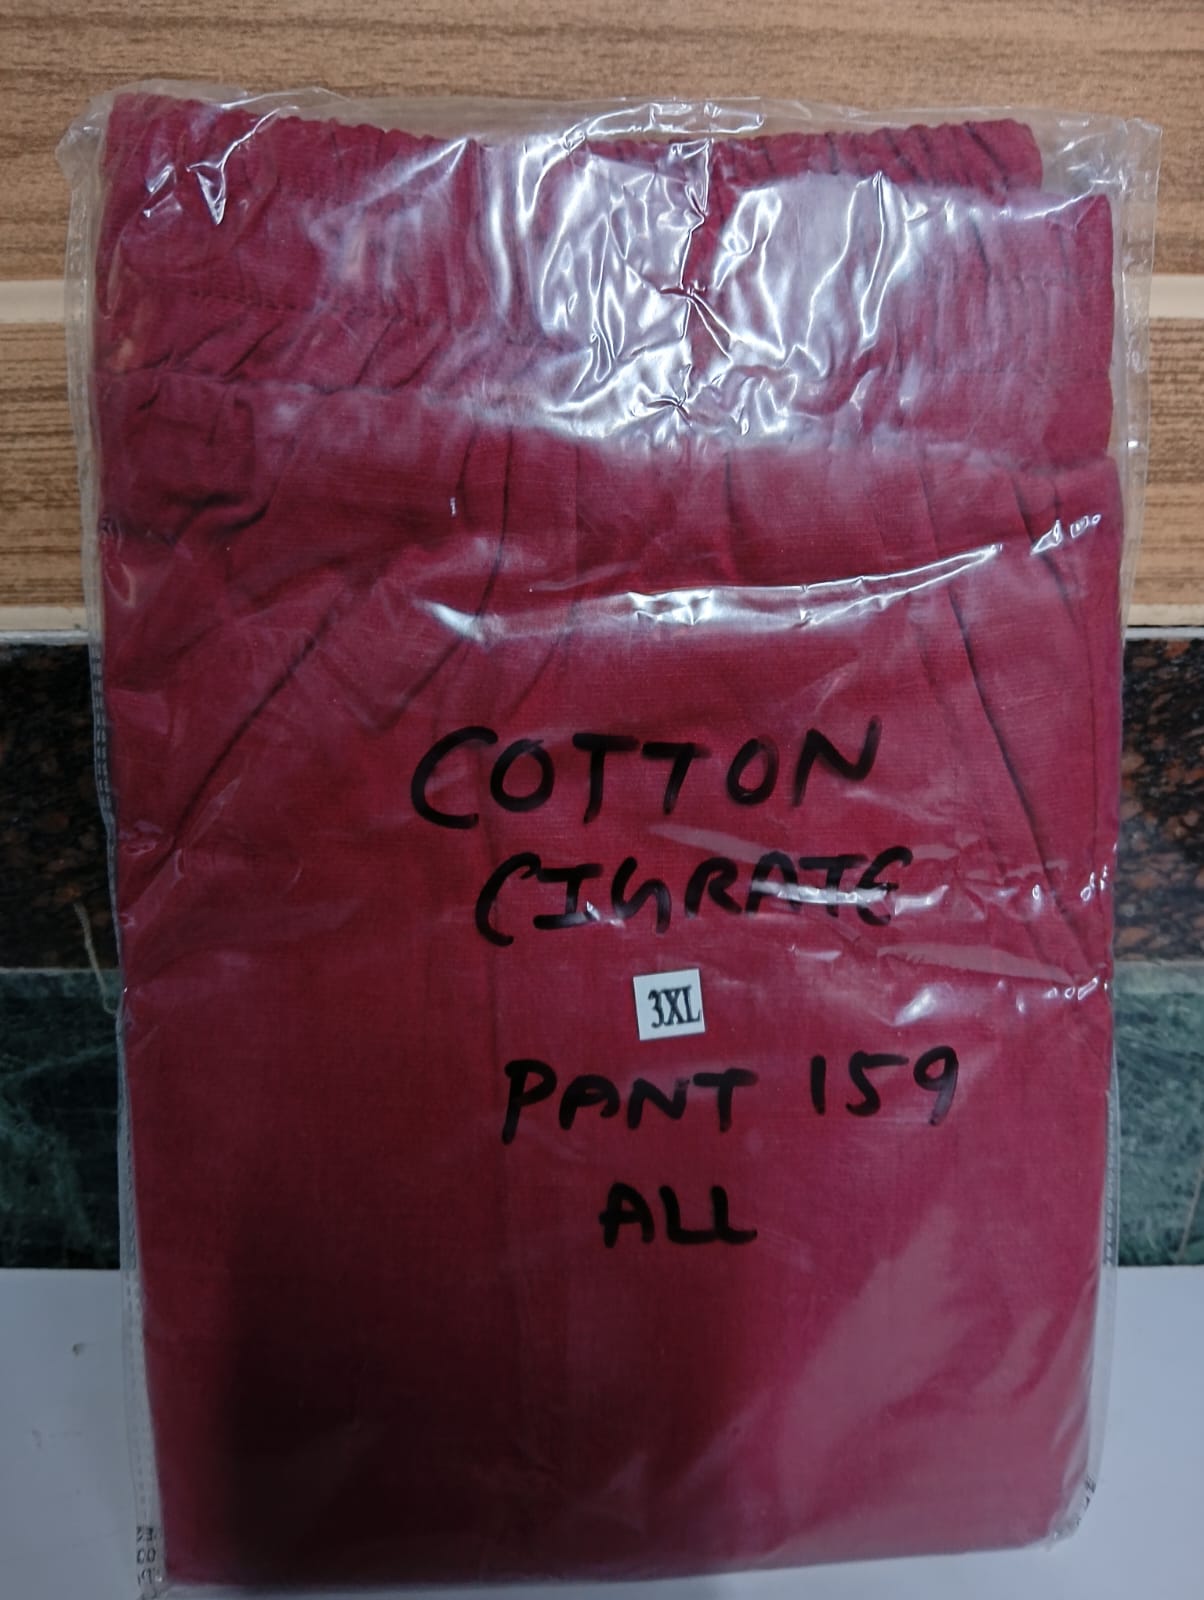 COTTON
CIGRATE
3XL
PANT 159
ALL